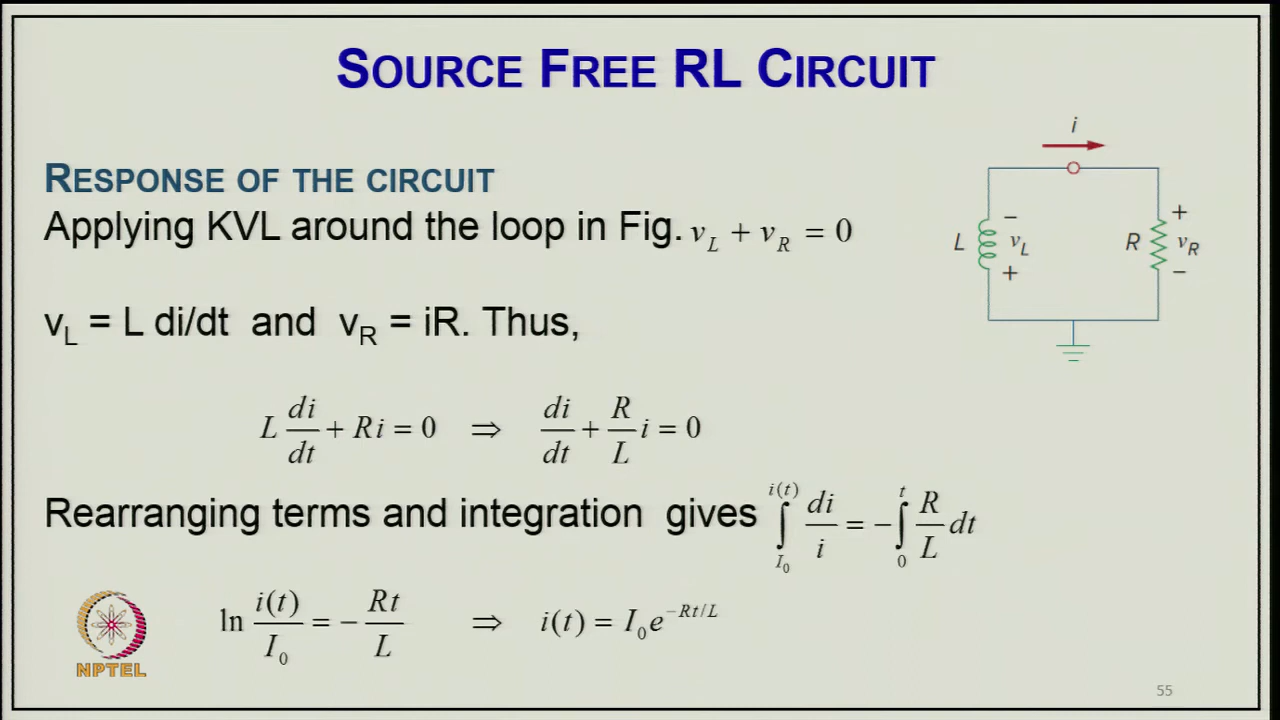 SOURCE FREE RL CIRCUIT
RESPONSE OF THE CIRCUIT
Applying KVL around the loop in Fig. v_L + v_R = 0
v_L = L di/dt and v_R = iR. Thus,
L di/dt + Ri = 0 ⇒ di/dt + R/L i = 0
Rearranging terms and integration gives ∫_{I_0}^{i(t)} di/i = −∫_0^t R/L dt
ln i(t)/I_0 = − Rt/L ⇒ i(t) = I_0 e^{−Rt/L}
i
L − v_L +
R + v_R −
NPTEL
55